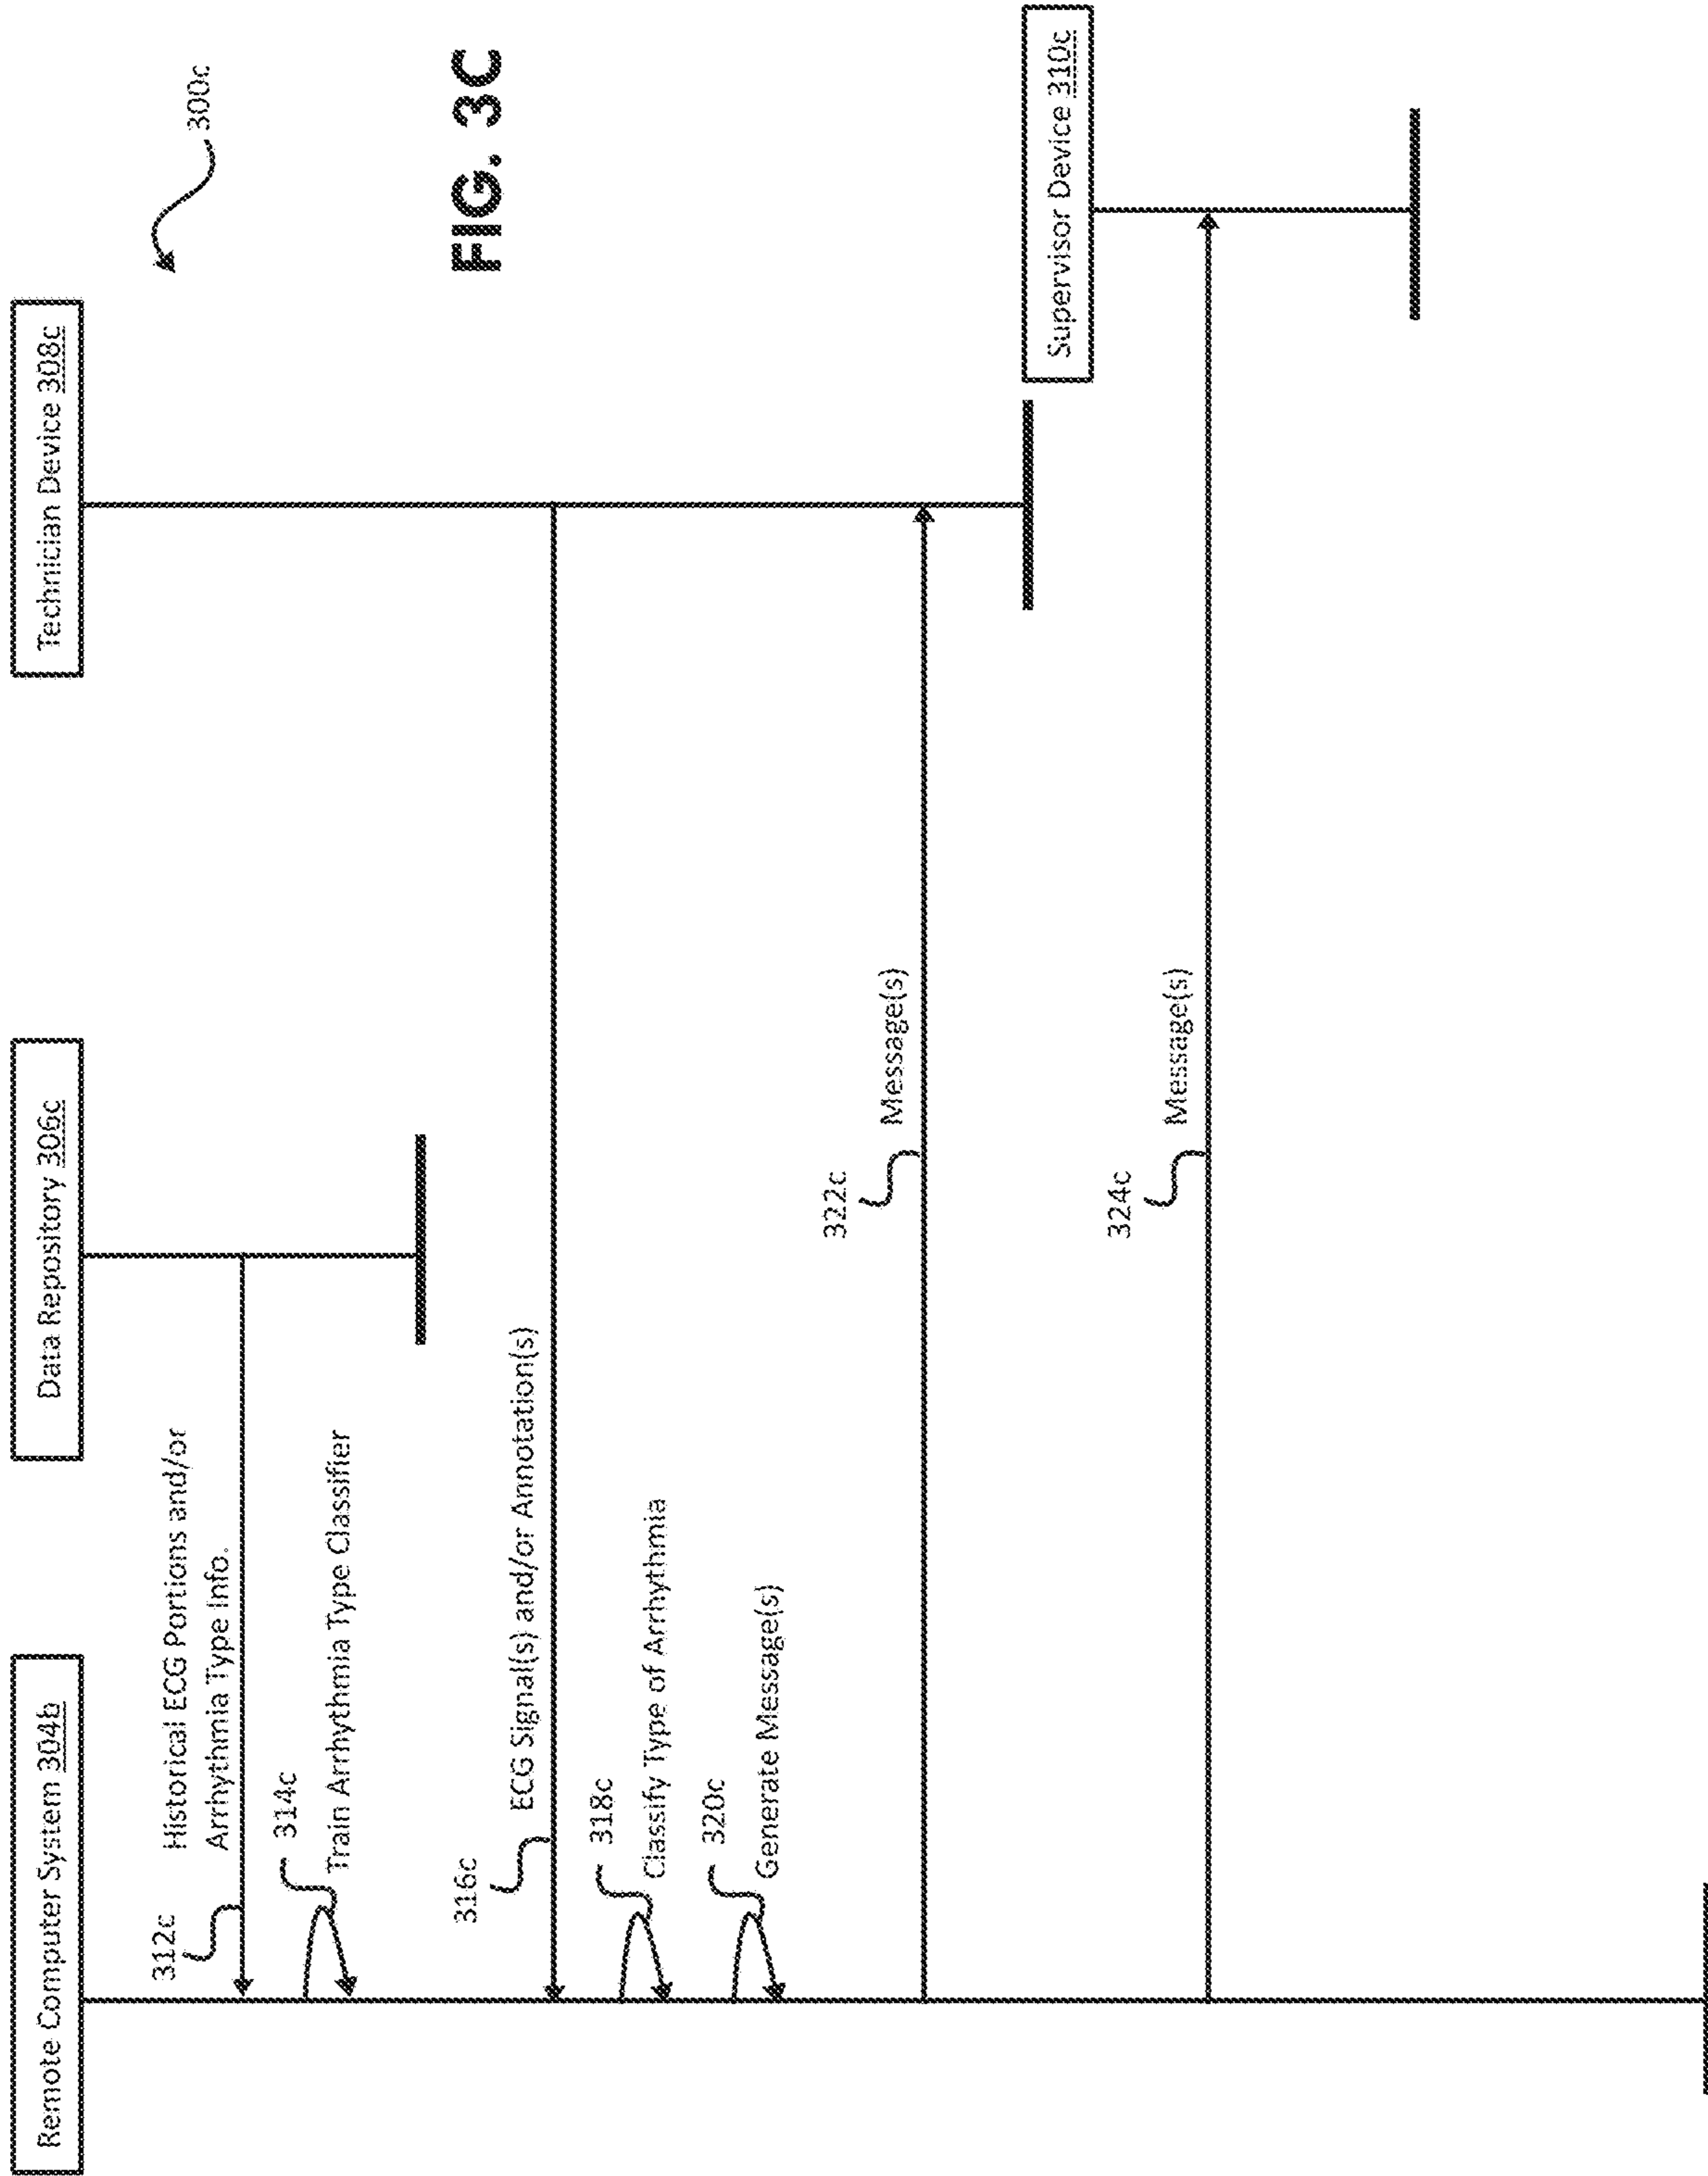 Remote Computer System 304b
Data Repository 306c
Technician Device 308c
300c
312c
Historical ECG Portions and/or
Arrhythmia Type Info.
314c
Train Arrhythmia Type Classifier
FIG. 3C
316c
ECG Signal(s) and/or Annotation(s)
318c
Classify Type of Arrhythmia
320c
Generate Message(s)
322c
Message(s)
Supervisor Device 310c
324c
Message(s)